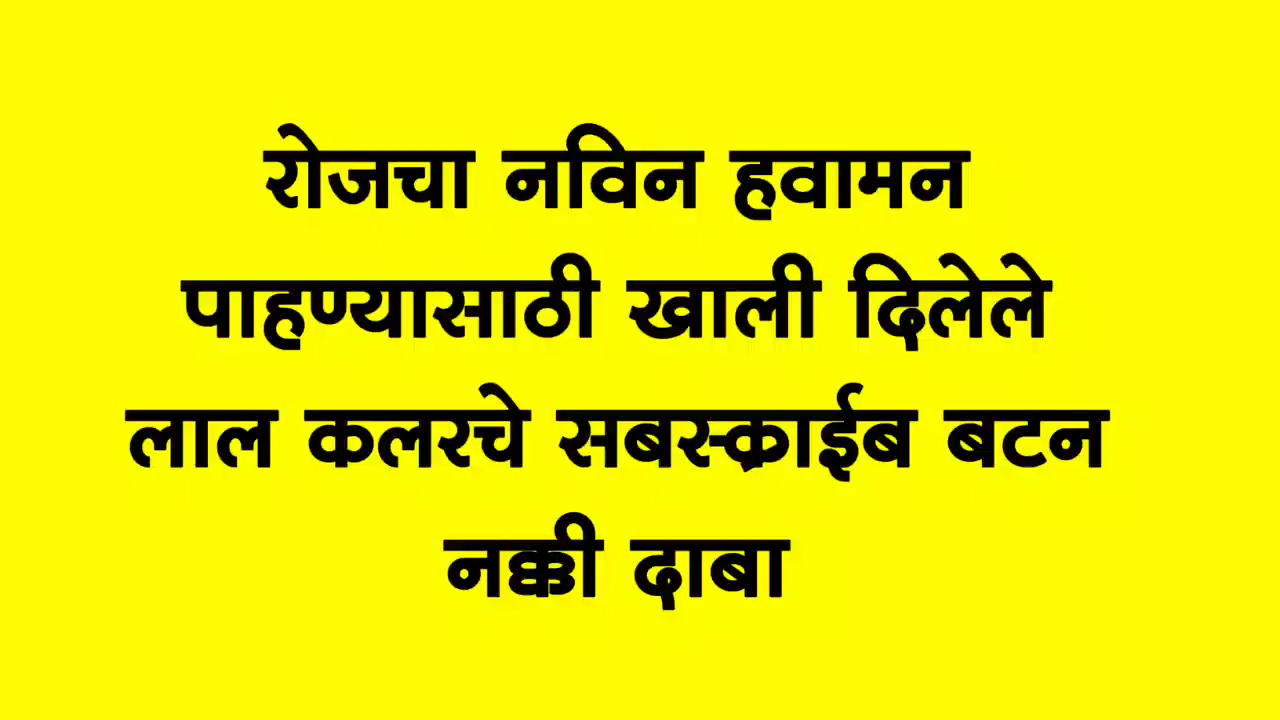 रोजचा नविन हवामन
पाहण्यासाठी खाली दिलेले
लाल कलरचे सबस्क्राईब बटन
नक्की दाबा